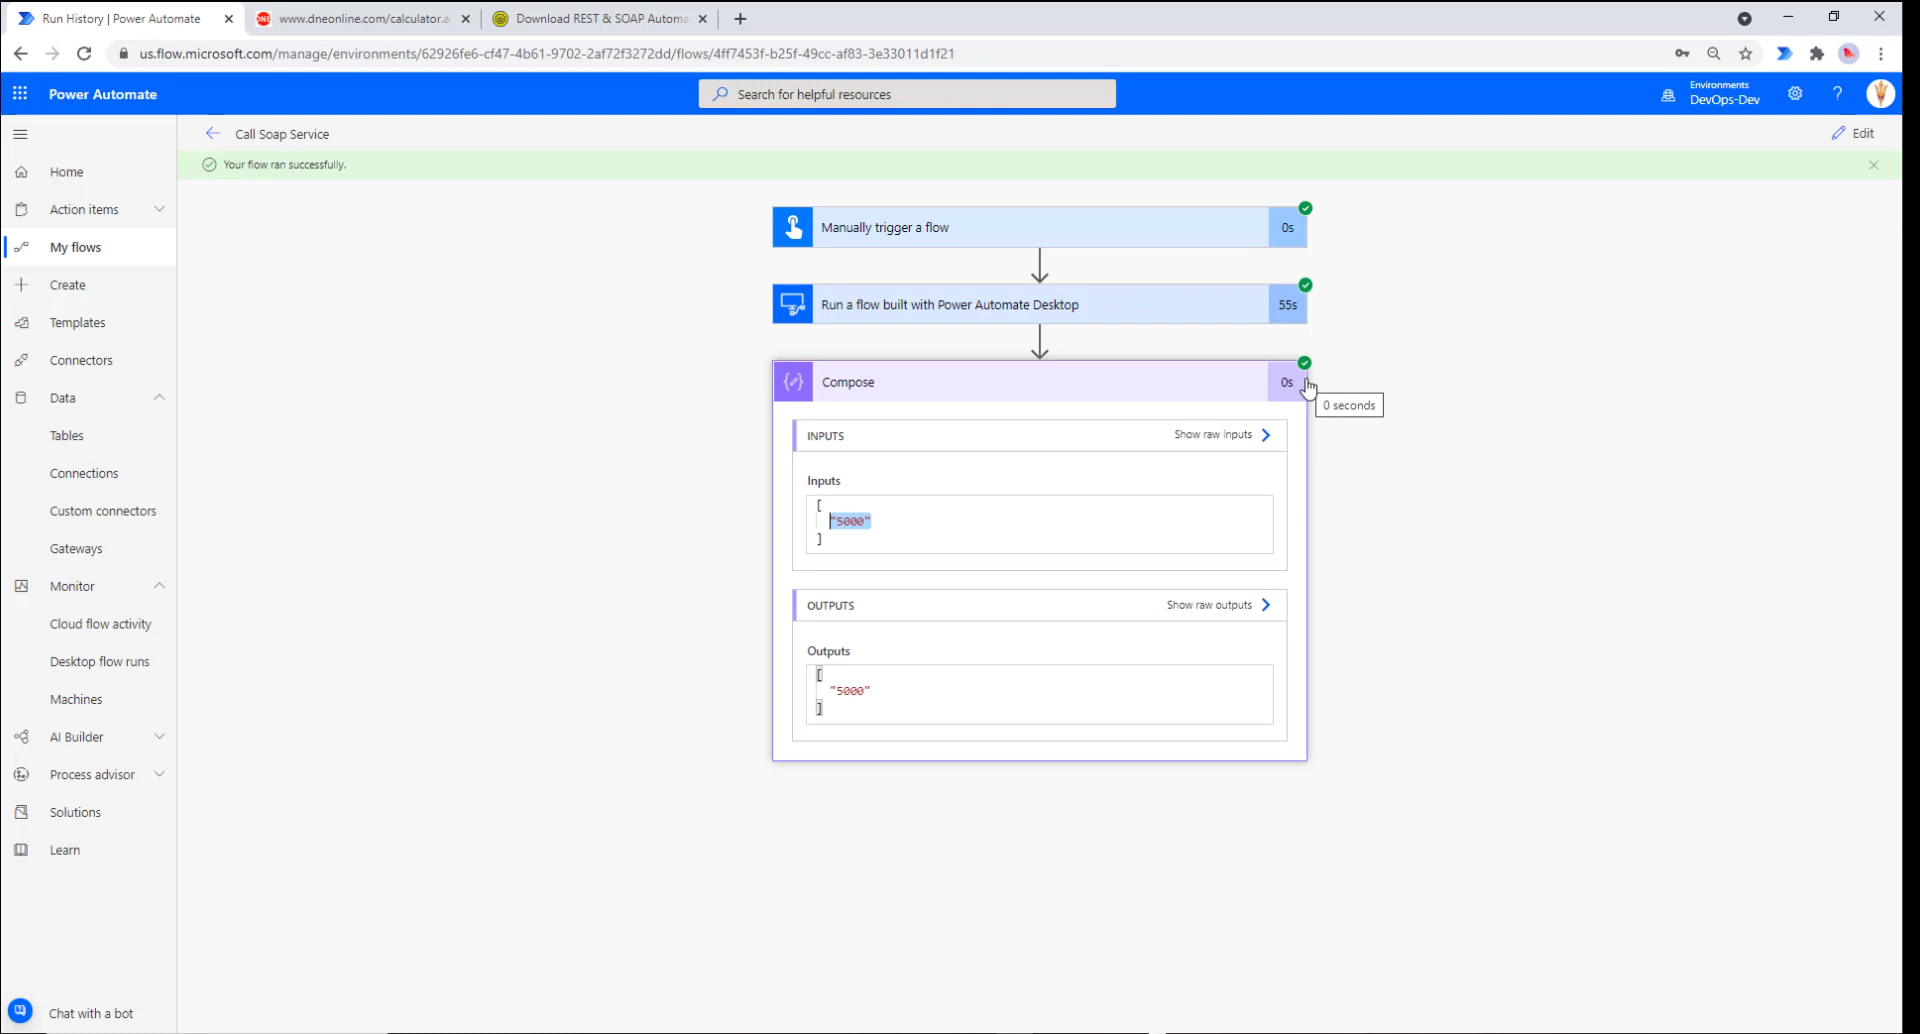 Run History | Power Automate
www.dneonline.com/calculator.a
Download REST & SOAP Automa
us.flow.microsoft.com/manage/environments/62926fe6-cf47-4b61-9702-2af72f3272dd/flows/4ff7453f-b25f-49cc-af83-3e33011d1f21
Power Automate
Search for helpful resources
Environments
DevOps-Dev
?
Call Soap Service
Edit
Your flow ran successfully.
Home
Action items
My flows
Create
Templates
Connectors
Data
Tables
Connections
Custom connectors
Gateways
Monitor
Cloud flow activity
Desktop flow runs
Machines
AI Builder
Process advisor
Solutions
Learn
Chat with a bot
Manually trigger a flow
0s
Run a flow built with Power Automate Desktop
55s
Compose
0s
0 seconds
INPUTS
Show raw inputs
Inputs
[
"5000"
]
OUTPUTS
Show raw outputs
Outputs
[
"5000"
]